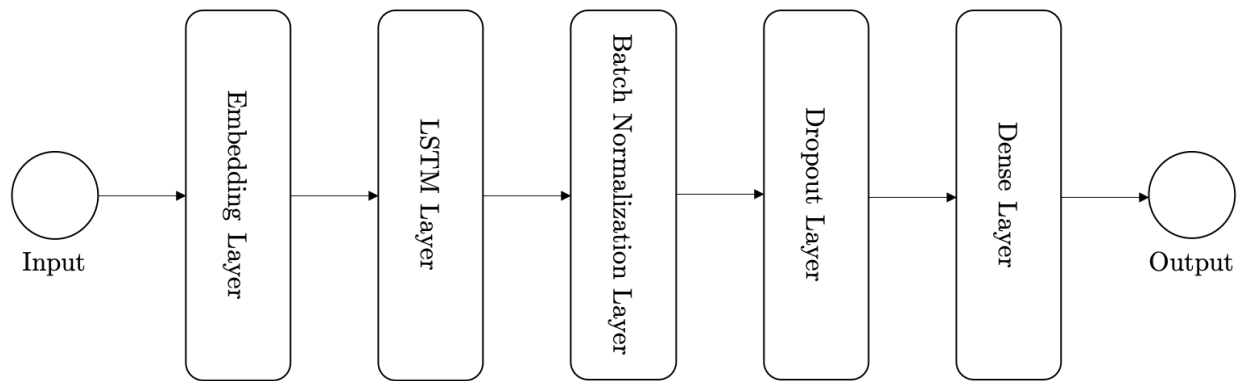 Input
Embedding Layer
LSTM Layer
Batch Normalization Layer
Dropout Layer
Dense Layer
Output